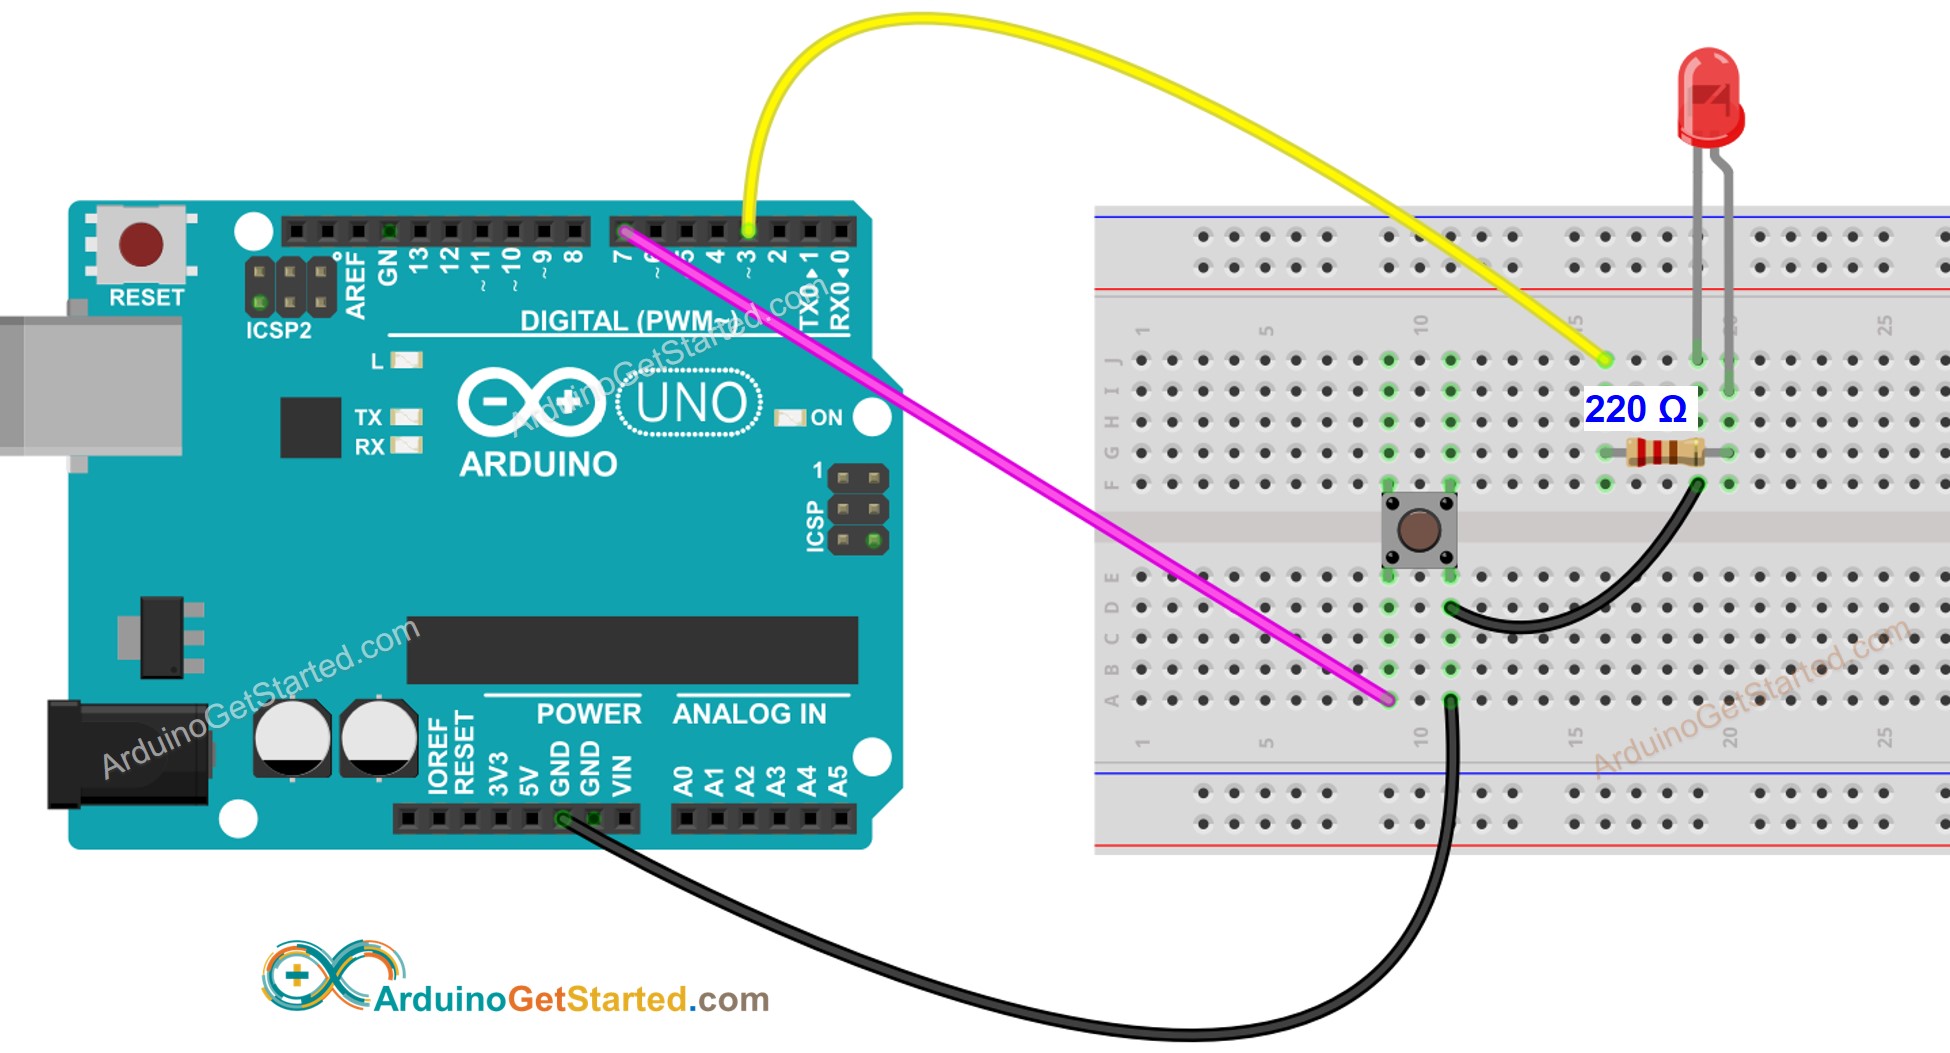 RESET
ICSP2
AREF
GN
13
12
~11
~10
~9
8
7
~6
5
4
~3
2
TX0▸1
RX0◂0
DIGITAL (PWM~)
L
TX
RX
UNO
ON
ARDUINO
1
ICSP
POWER
ANALOG IN
IOREF
RESET
3V3
5V
GND
GND
VIN
A0
A1
A2
A3
A4
A5
ArduinoGetStarted.com
ArduinoGetStarted.com
ArduinoGetStarted.com
ArduinoGetStarted.com
220 Ω
1 5 10 15 20 25
J
I
H
G
F
E
D
C
B
A
1 5 10 15 20 25